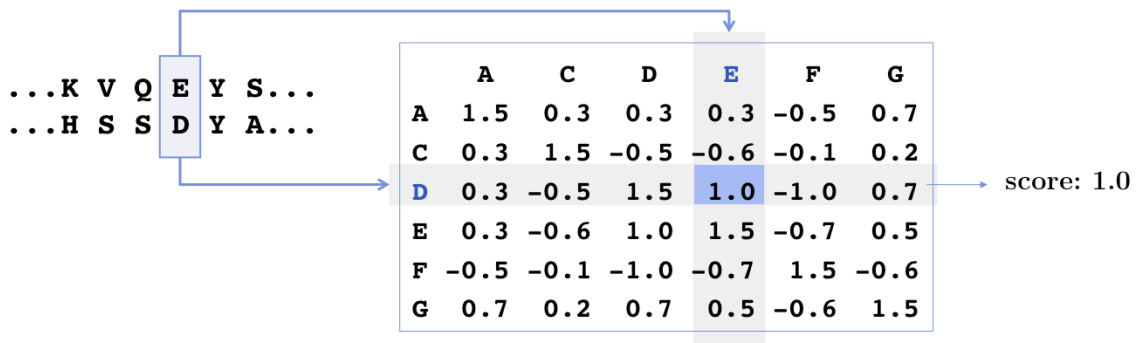 ...K V Q E Y S...
...H S S D Y A...
A C D E F G
A 1.5 0.3 0.3 0.3 -0.5 0.7
C 0.3 1.5 -0.5 -0.6 -0.1 0.2
D 0.3 -0.5 1.5 1.0 -1.0 0.7
E 0.3 -0.6 1.0 1.5 -0.7 0.5
F -0.5 -0.1 -1.0 -0.7 1.5 -0.6
G 0.7 0.2 0.7 0.5 -0.6 1.5
score: 1.0